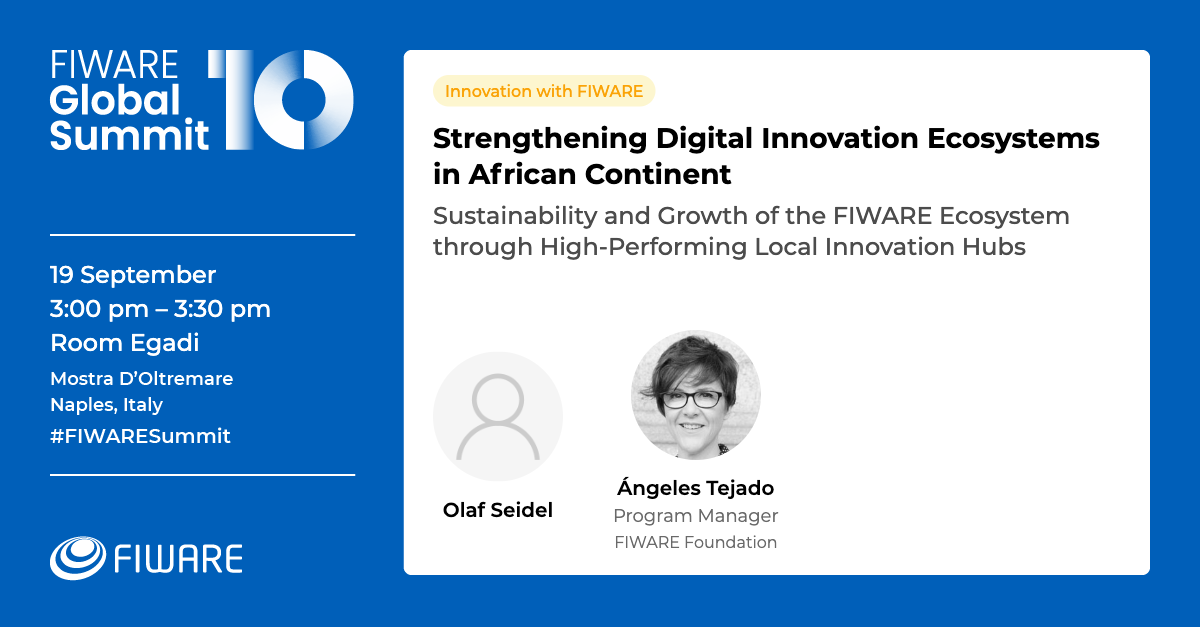 FIWARE
Global
Summit
10
19 September
3:00 pm – 3:30 pm
Room Egadi
Mostra D’Oltremare
Naples, Italy
#FIWARESummit
FIWARE
Innovation with FIWARE
Strengthening Digital Innovation Ecosystems
in African Continent
Sustainability and Growth of the FIWARE Ecosystem
through High-Performing Local Innovation Hubs
Olaf Seidel
Ángeles Tejado
Program Manager
FIWARE Foundation